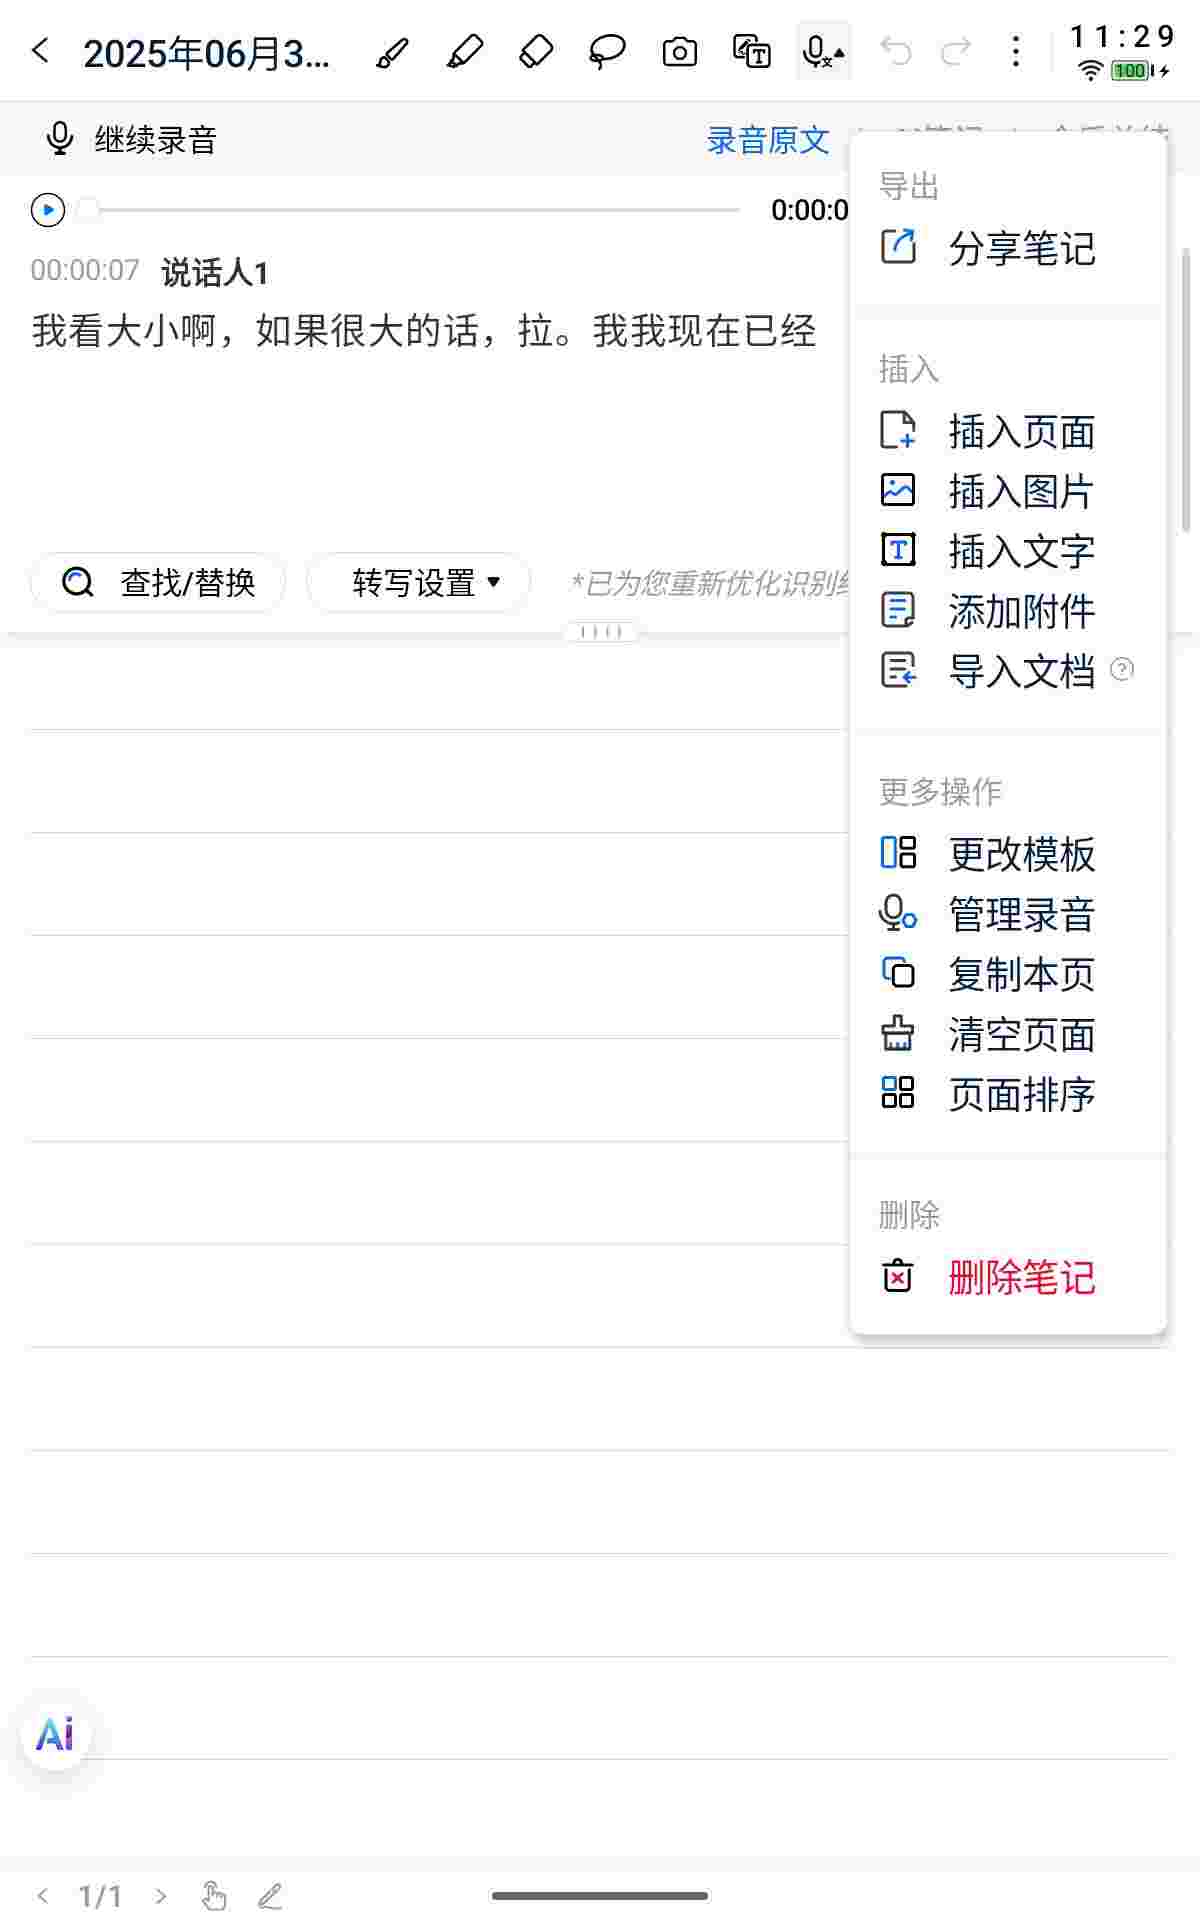 2025年06月3...
11:29
100
继续录音
录音原文
0:00:0
00:00:07 说话人1
我看大小啊，如果很大的话，拉。我我现在已经
查找/替换
转写设置
*已为您重新优化识别
导出
分享笔记
插入
插入页面
插入图片
插入文字
添加附件
导入文档
更多操作
更改模板
管理录音
复制本页
清空页面
页面排序
删除
删除笔记
Ai
1/1